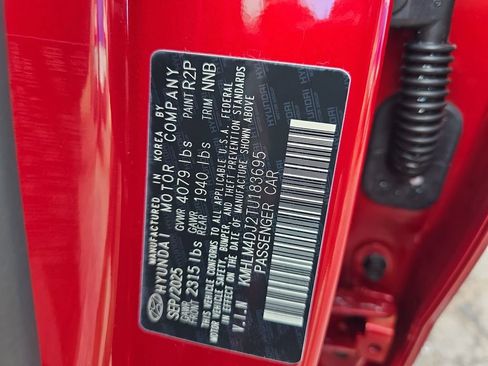 MANUFACTURED IN KOREA BY
HYUNDAI MOTOR COMPANY
SEP/2025 GVWR 4079 lbs PAINT R2P
GAWR FRONT 2315 lbs GAWR REAR 1940 lbs TRIM NNB
THIS VEHICLE CONFORMS TO ALL APPLICABLE U.S.A. FEDERAL
MOTOR VEHICLE SAFETY, BUMPER, AND THEFT PREVENTION STANDARDS
IN EFFECT ON THE DATE OF MANUFACTURE SHOWN ABOVE
V.I.N KMHLM4DJ2TU183695
PASSENGER CAR